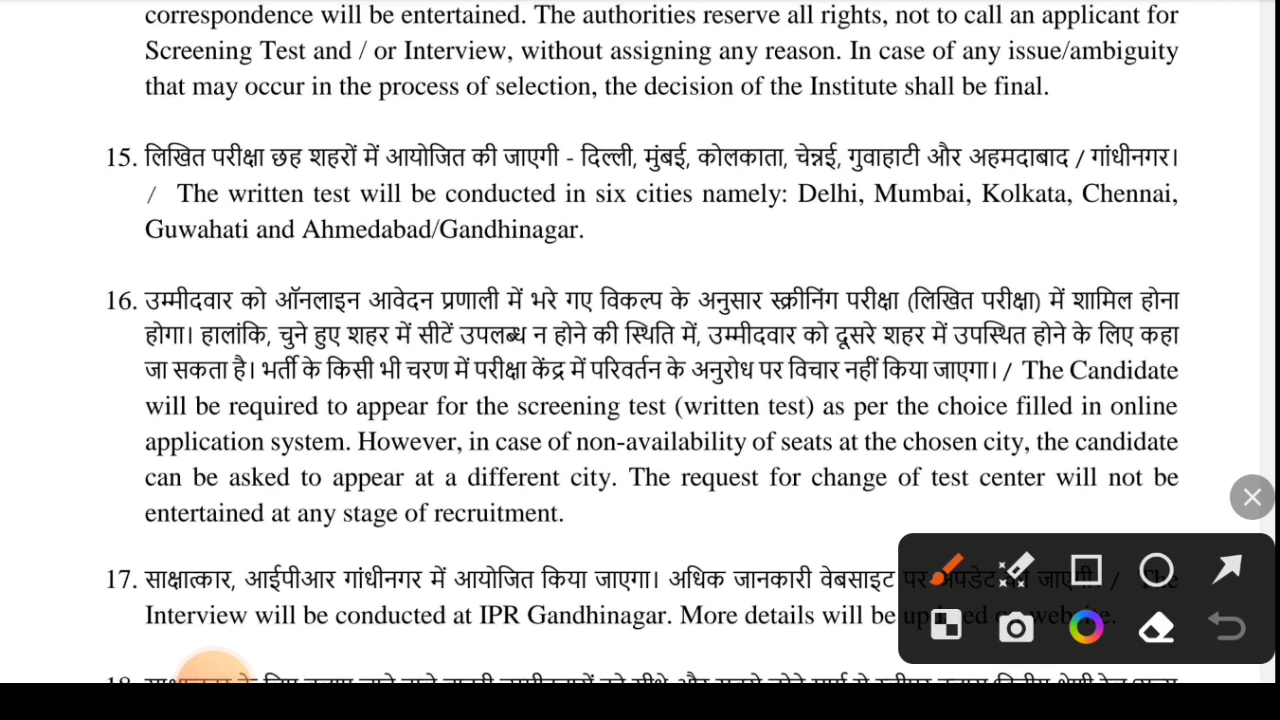 correspondence will be entertained. The authorities reserve all rights, not to call an applicant for
Screening Test and / or Interview, without assigning any reason. In case of any issue/ambiguity
that may occur in the process of selection, the decision of the Institute shall be final.
15. लिखित परीक्षा छह शहरों में आयोजित की जाएगी - दिल्ली, मुंबई, कोलकाता, चेन्नई, गुवाहाटी और अहमदाबाद / गांधीनगर।
/ The written test will be conducted in six cities namely: Delhi, Mumbai, Kolkata, Chennai,
Guwahati and Ahmedabad/Gandhinagar.
16. उम्मीदवार को ऑनलाइन आवेदन प्रणाली में भरे गए विकल्प के अनुसार स्क्रीनिंग परीक्षा (लिखित परीक्षा) में शामिल होना
होगा। हालांकि, चुने हुए शहर में सीटें उपलब्ध न होने की स्थिति में, उम्मीदवार को दूसरे शहर में उपस्थित होने के लिए कहा
जा सकता है। भर्ती के किसी भी चरण में परीक्षा केंद्र में परिवर्तन के अनुरोध पर विचार नहीं किया जाएगा। / The Candidate
will be required to appear for the screening test (written test) as per the choice filled in online
application system. However, in case of non-availability of seats at the chosen city, the candidate
can be asked to appear at a different city. The request for change of test center will not be
entertained at any stage of recruitment.
17. साक्षात्कार, आईपीआर गांधीनगर में आयोजित किया जाएगा। अधिक जानकारी वेबसाइट पर अपडेट की जाएगी। / The
Interview will be conducted at IPR Gandhinagar. More details will be updated on website.